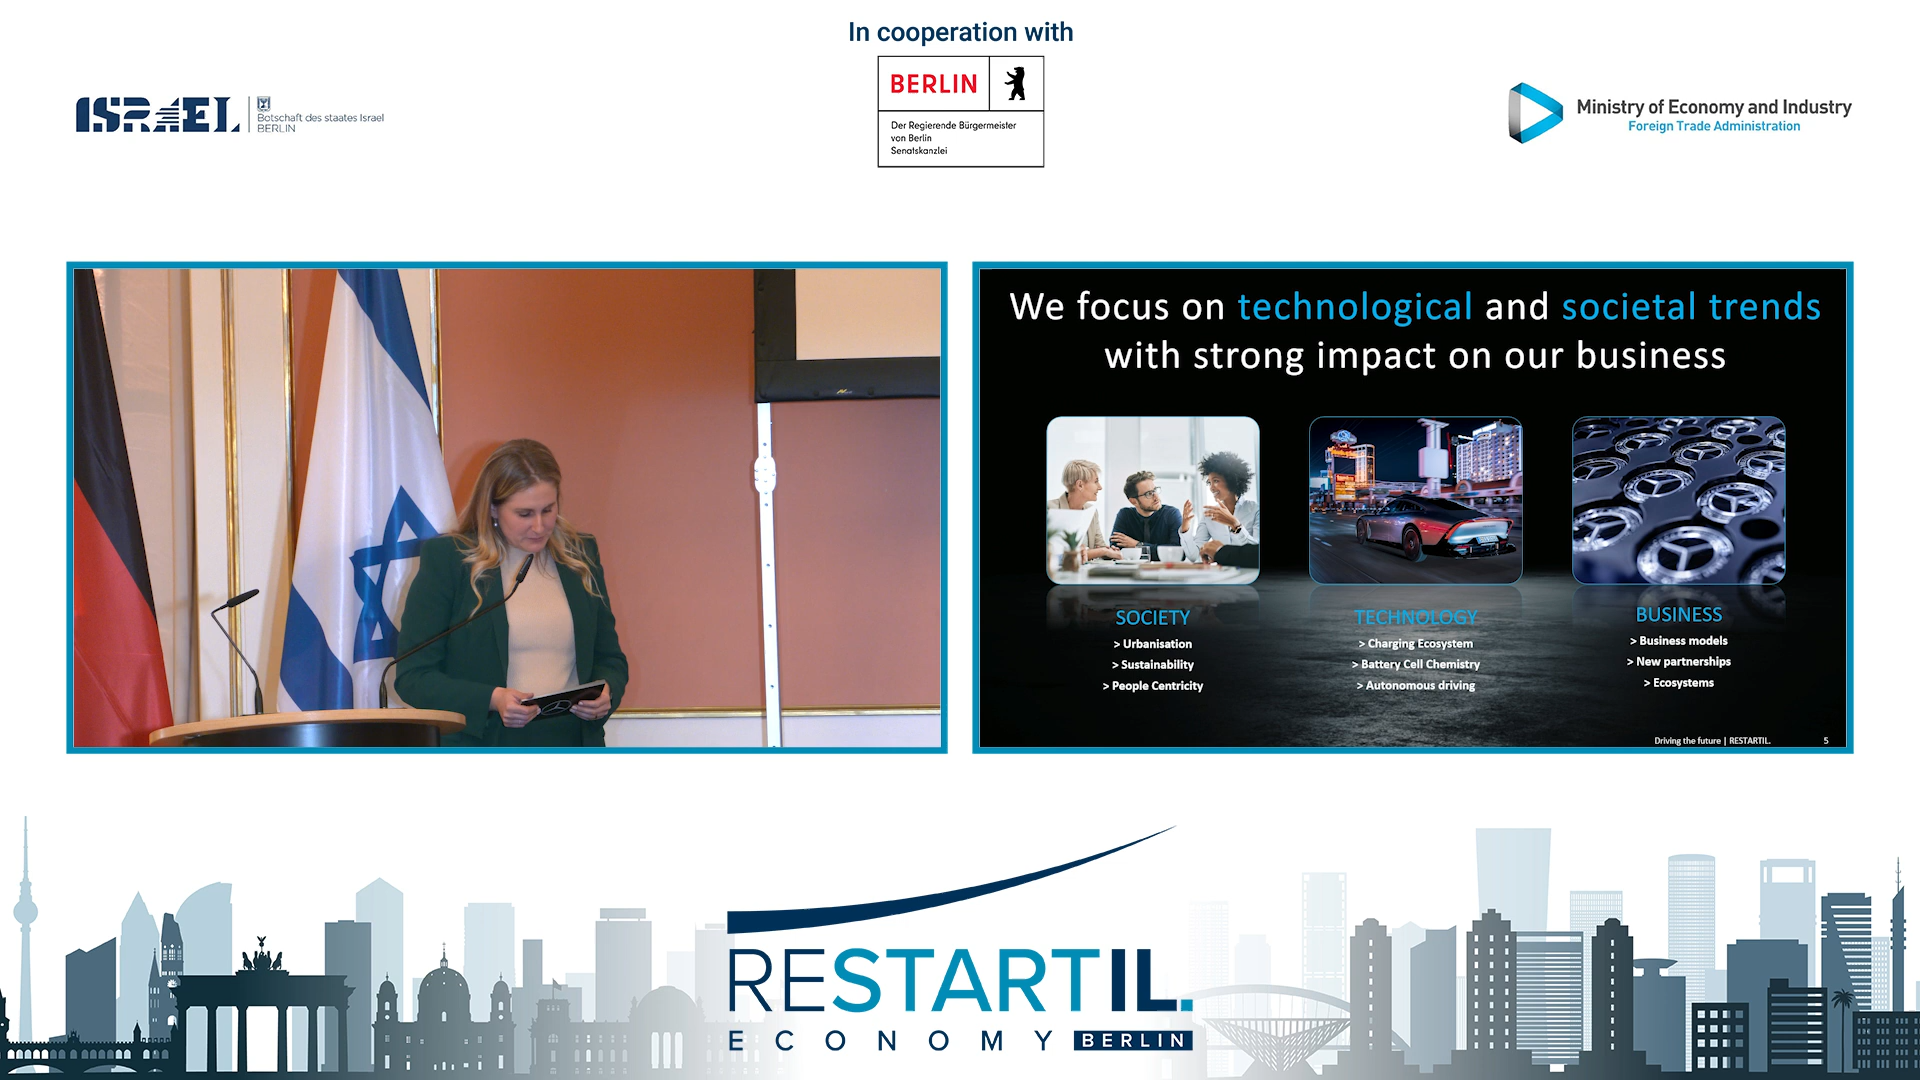 In cooperation with
BERLIN
Der Regierende Bürgermeister
von Berlin
Senatskanzlei
ISRAEL
Botschaft des staates Israel
BERLIN
Ministry of Economy and Industry
Foreign Trade Administration
We focus on technological and societal trends
with strong impact on our business
SOCIETY
> Urbanisation
> Sustainability
> People Centricity
TECHNOLOGY
> Charging Ecosystem
> Battery Cell Chemistry
> Autonomous driving
BUSINESS
> Business models
> New partnerships
> Ecosystems
Driving the future | RESTARTIL.
5
RESTARTIL.
ECONOMY BERLIN